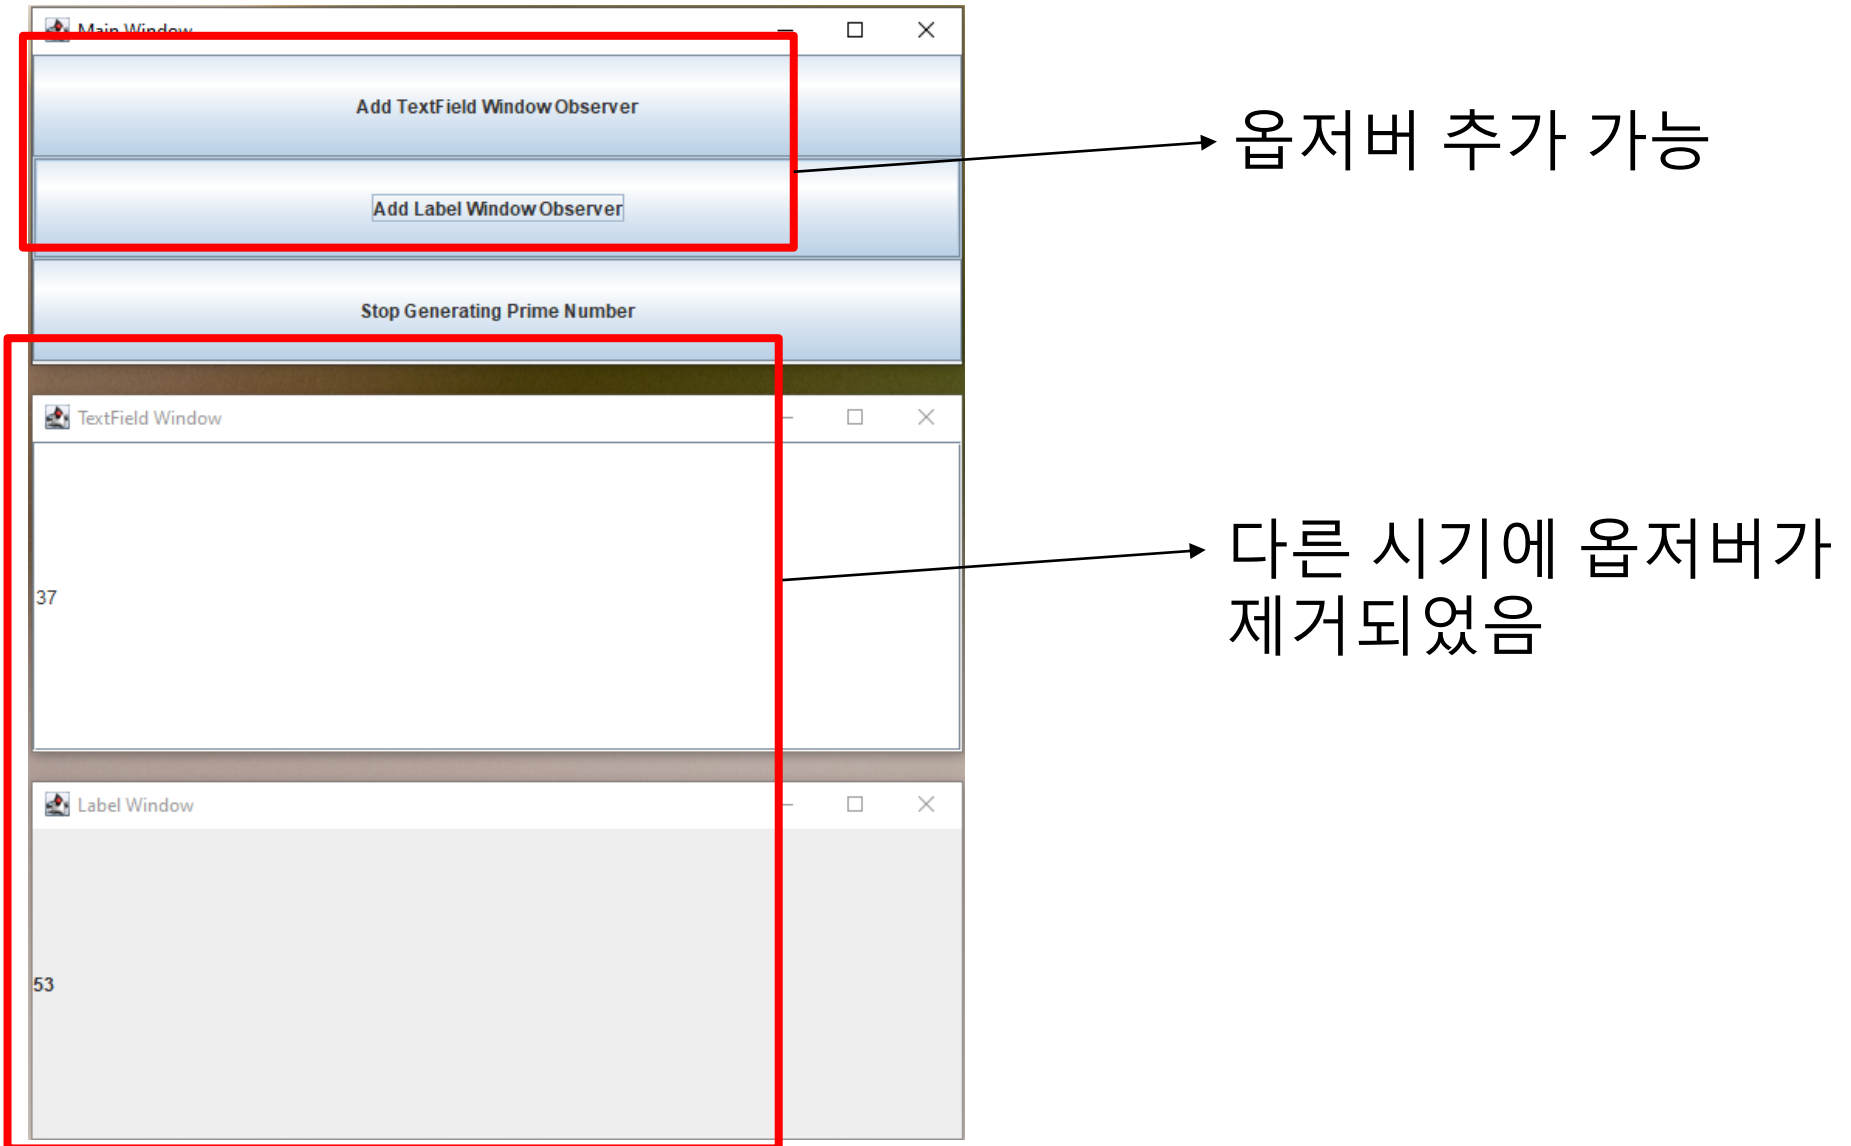 Main Window
Add TextField Window Observer
Add Label Window Observer
Stop Generating Prime Number
TextField Window
37
Label Window
53
옵저버 추가 가능
다른 시기에 옵저버가
제거되었음